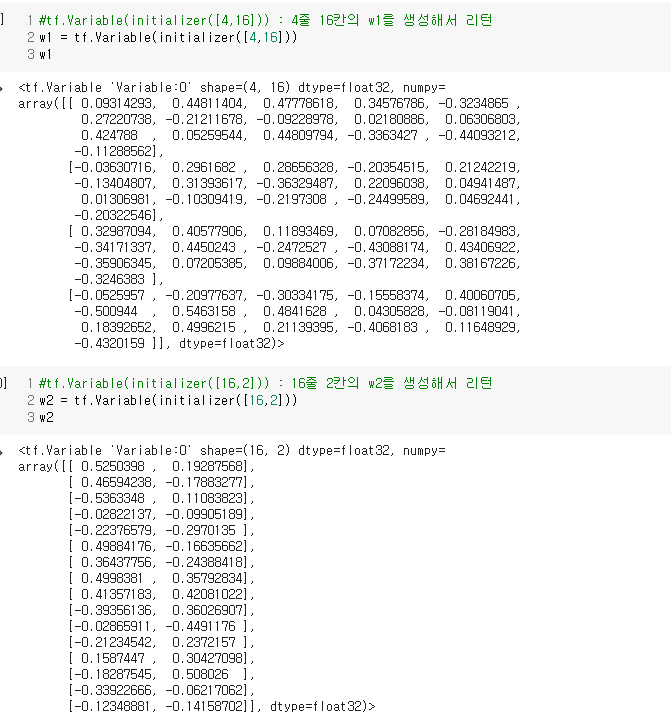 ]
1 #tf.Variable(initializer([4,16])) : 4줄 16칸의 w1를 생성해서 리턴
2 w1 = tf.Variable(initializer([4,16]))
3 w1
<tf.Variable 'Variable:0' shape=(4, 16) dtype=float32, numpy=
array([[ 0.09314293,  0.44811404,  0.47778618,  0.34576786, -0.3234865 ,
0.27220738, -0.21211678, -0.09228978,  0.02180886,  0.06306803,
0.424788  ,  0.05259544,  0.44809794, -0.3363427 , -0.44093212,
-0.11288562],
[-0.03630716,  0.2961682 ,  0.28656328, -0.20354515,  0.21242219,
-0.13404807,  0.31393617, -0.36329487,  0.22096038,  0.04941487,
0.01306981, -0.10309419, -0.2197308 , -0.24499589,  0.04692441,
-0.20322546],
[ 0.32987094,  0.40577906,  0.11893469,  0.07082856, -0.28184983,
-0.34171337,  0.4450243 , -0.2472527 , -0.43088174,  0.43406922,
-0.35906345,  0.07205385,  0.09884006, -0.37172234,  0.38167226,
-0.3246383 ],
[-0.0525957 , -0.20977637, -0.30334175, -0.15558374,  0.40060705,
-0.500944  ,  0.5463158 ,  0.4841628 ,  0.04305828, -0.08119041,
0.18392652,  0.4996215 ,  0.21139395, -0.4068183 ,  0.11648929,
-0.4320159 ]], dtype=float32)>
0]
1 #tf.Variable(initializer([16,2])) : 16줄 2칸의 w2를 생성해서 리턴
2 w2 = tf.Variable(initializer([16,2]))
3 w2
<tf.Variable 'Variable:0' shape=(16, 2) dtype=float32, numpy=
array([[ 0.5250398 ,  0.19287568],
[ 0.46594238, -0.17883277],
[-0.5363348 ,  0.11083823],
[-0.02822137, -0.09905189],
[-0.22376579, -0.2970135 ],
[ 0.49884176, -0.16635662],
[ 0.36437756, -0.24388418],
[ 0.4998381 ,  0.35792834],
[ 0.41357183,  0.42081022],
[-0.39356136,  0.36026907],
[-0.02865911, -0.4491176 ],
[-0.21234542,  0.2372157 ],
[ 0.1587447 ,  0.30427098],
[-0.18287545,  0.508026  ],
[-0.33922666, -0.06217062],
[-0.12348881, -0.14158702]], dtype=float32)>